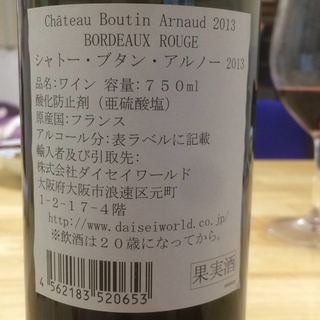 Château Boutin Arnaud 2013
BORDEAUX ROUGE
シャトー・ブタン・アルノー 2013
品名:ワイン 容量:750ml
酸化防止剤(亜硫酸塩)
原産国:フランス
アルコール分:表ラベルに記載
輸入者及び引取先:
株式会社ダイセイワールド
大阪府大阪市浪速区元町
1-2-17-4階
http://www.daiseiworld.co.jp/
※飲酒は20歳になってから。
果実酒
4562183520653